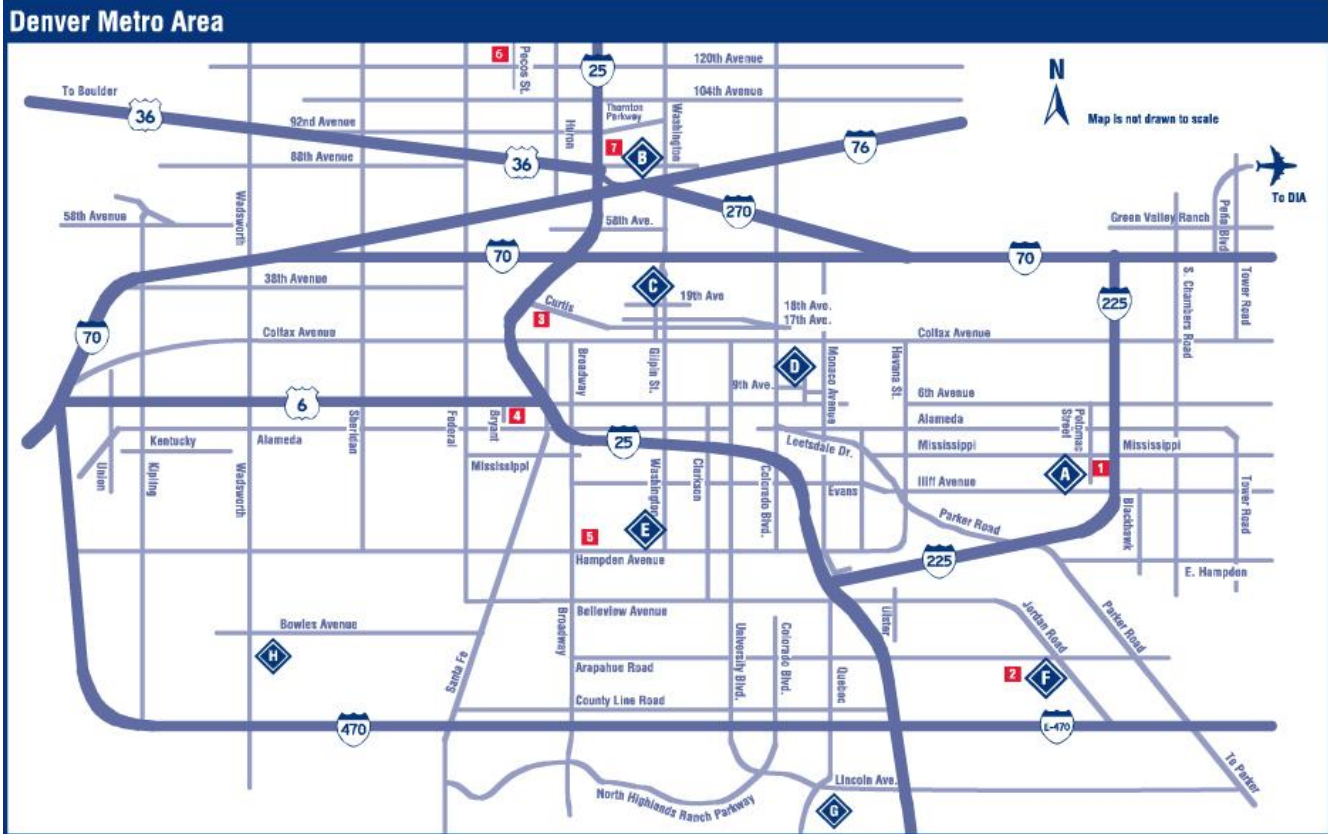 Denver Metro Area
6
Pecos St.
25
120th Avenue
N
To Boulder
104th Avenue
36
Thornton
Parkway
Washington
Map is not drawn to scale
92nd Avenue
Huron
7
B
76
88th Avenue
36
To DIA
Wadsworth
270
58th Avenue
58th Ave.
Green Valley Ranch
Peña Blvd
70
70
38th Avenue
C
19th Ave
S. Chambers Road
Tower Road
225
Curtis
18th Ave.
17th Ave.
3
70
Colfax Avenue
Colfax Avenue
Broadway
Gilpin St.
D
Monaco Avenue
Havana St.
9th Ave.
6
6th Avenue
Sheridan
Federal
Bryant
4
Alameda
Potomac
Street
Kentucky
Alameda
25
Leetsdale Dr.
Mississippi
Mississippi
Union
Kipling
Wadsworth
Mississippi
Washington
Clarkson
Colorado Blvd.
A
1
Evans
Iliff Avenue
Blackhawk
Tower Road
Parker Road
5
E
Hampden Avenue
225
E. Hampden
Belleview Avenue
Ulster
Jordan Road
Parker Road
Bowles Avenue
Broadway
University Blvd.
Colorado Blvd.
H
Santa Fe
Arapahoe Road
Quebec
2
F
County Line Road
470
E-470
To Parker
Lincoln Ave.
North Highlands Ranch Parkway
G